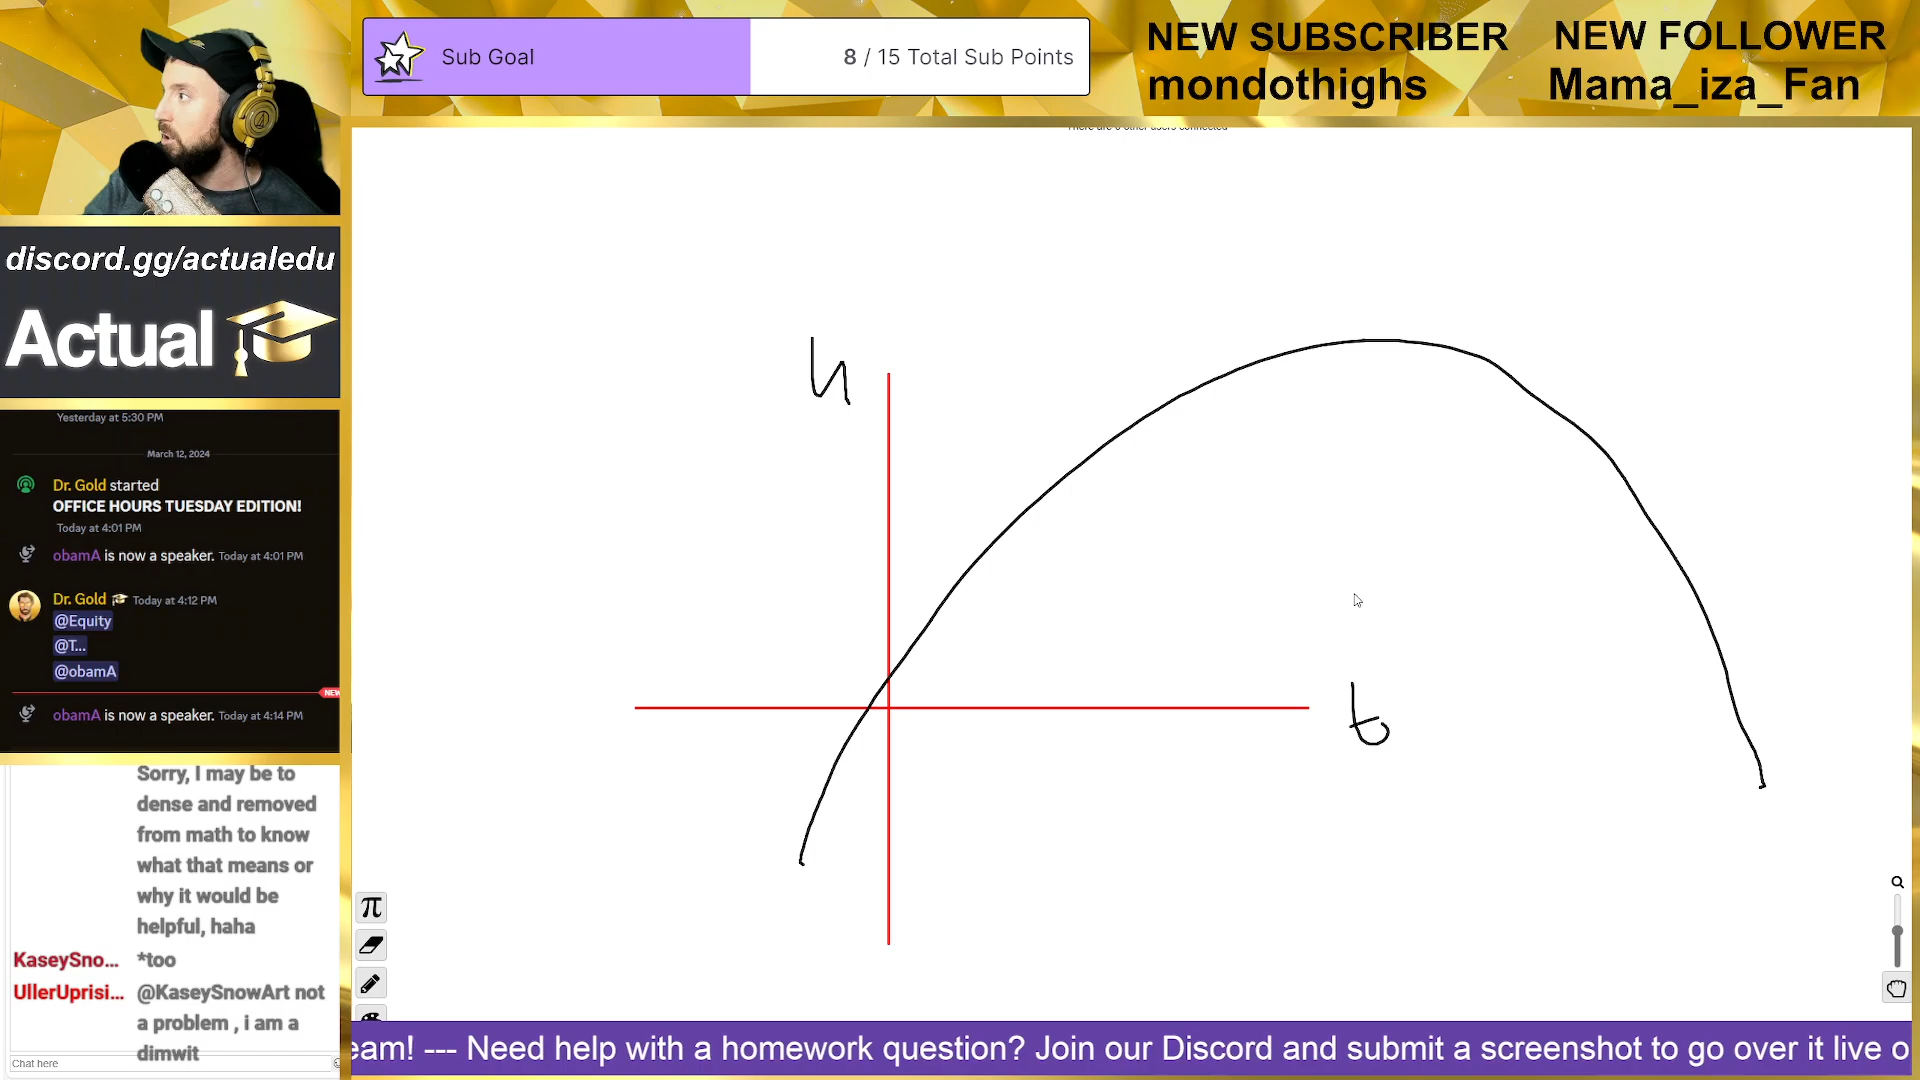 Sub Goal
8 / 15 Total Sub Points
NEW SUBSCRIBER
mondothighs
NEW FOLLOWER
Mama_iza_Fan
discord.gg/actualedu
Actual
Yesterday at 5:30 PM
March 12, 2024
Dr. Gold started
OFFICE HOURS TUESDAY EDITION!
Today at 4:01 PM
obamA is now a speaker. Today at 4:01 PM
Dr. Gold Today at 4:12 PM
@Equity
@T...
@obamA
NEW
obamA is now a speaker. Today at 4:14 PM
Sorry, I may be to
dense and removed
from math to know
what that means or
why it would be
helpful, haha
KaseySno... *too
UllerUprisi... @KaseySnowArt not
a problem , i am a
dimwit
Chat here
h
t
π
eam! --- Need help with a homework question? Join our Discord and submit a screenshot to go over it live o